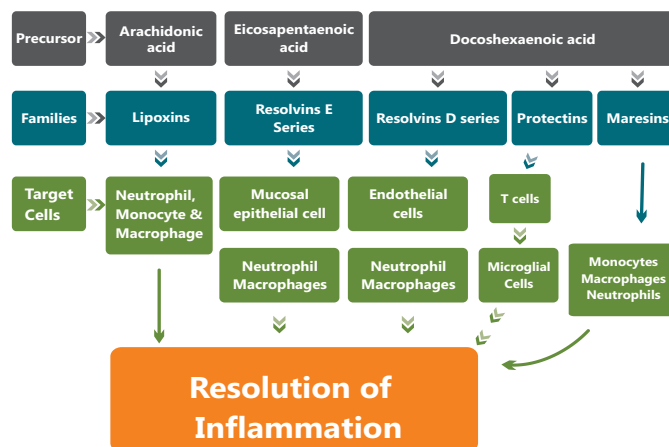 Precursor
Arachidonic
acid
Eicosapentaenoic
acid
Docoshexaenoic acid
Families
Lipoxins
Resolvins E
Series
Resolvins D series
Protectins
Maresins
Target
Cells
Neutrophil,
Monocyte &
Macrophage
Mucosal
epithelial cell
Endothelial
cells
T cells
Neutrophil
Macrophages
Neutrophil
Macrophages
Microglial
Cells
Monocytes
Macrophages
Neutrophils
Resolution of
Inflammation